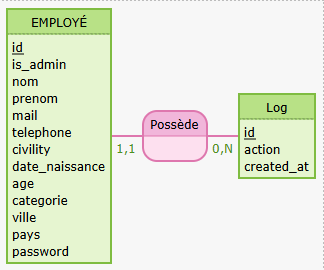 EMPLOYÉ
id
is_admin
nom
prenom
mail
telephone
civility
date_naissance
age
categorie
ville
pays
password
1,1
Possède
0,N
Log
id
action
created_at